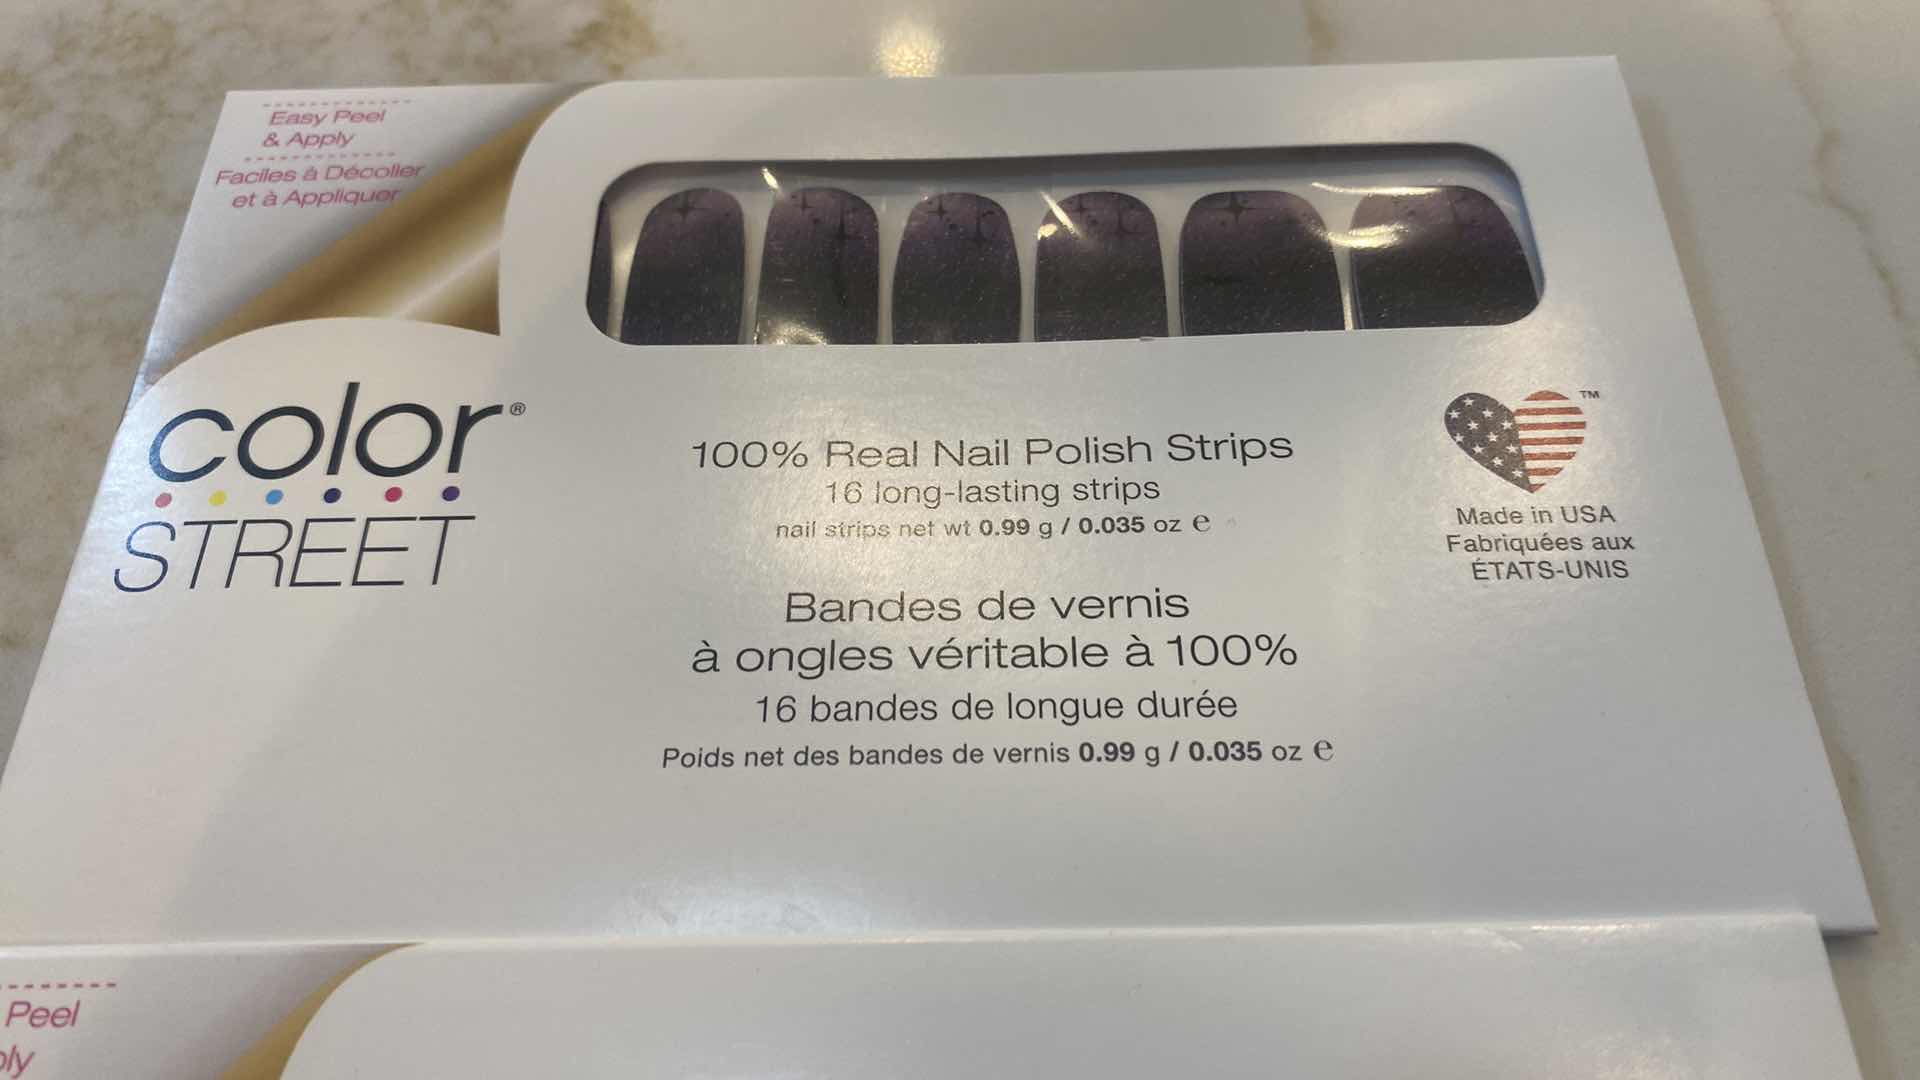 Easy Peel
& Apply
Faciles à Décoller
et à Appliquer
color®
STREET
100% Real Nail Polish Strips
16 long-lasting strips
nail strips net wt 0.99 g / 0.035 oz ℮
Bandes de vernis
à ongles véritable à 100%
16 bandes de longue durée
Poids net des bandes de vernis 0.99 g / 0.035 oz ℮
TM
Made in USA
Fabriquées aux
ÉTATS-UNIS
Peel
ply